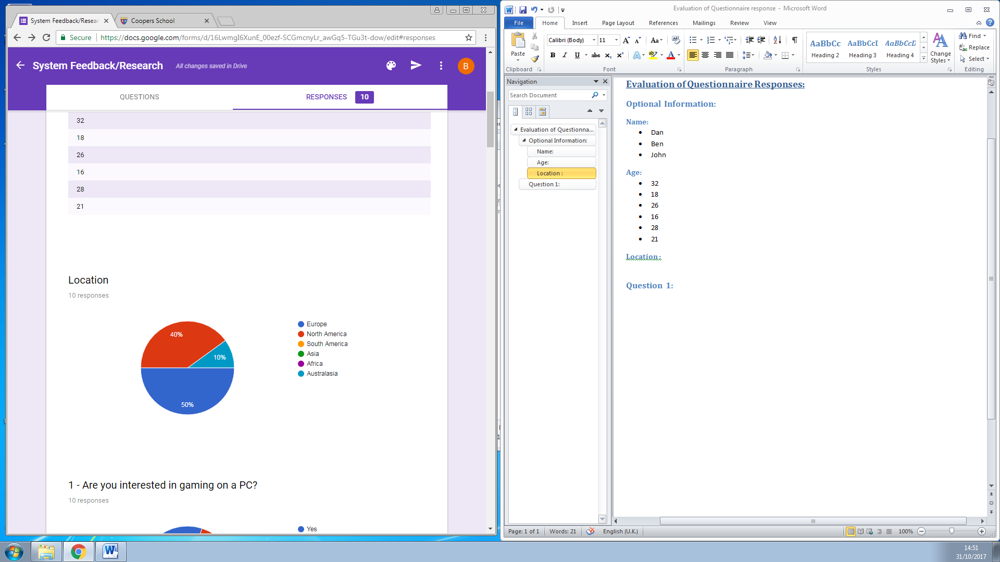 System Feedback/Resear
Coopers School
Secure
https://docs.google.com/forms/d/16LwmgI6XunE_00ezf-SCGmcnyLr_awGq5-TGu3t-dow/edit#responses
System Feedback/Research
All changes saved in Drive
B
QUESTIONS
RESPONSES 10
32
18
26
16
28
21
Location
10 responses
40%
10%
50%
Europe
North America
South America
Asia
Africa
Australasia
1 - Are you interested in gaming on a PC?
10 responses
Yes
Evaluation of Questionnaire response - Microsoft Word
File Home Insert Page Layout References Mailings Review View
Paste
Clipboard
Calibri (Body) 11
Font
Paragraph
AaBbCc AaBbCcI AaBbCcD
Heading 2 Heading 3 Heading 4
Change Styles
Styles
Find
Replace
Select
Editing
Navigation
Search Document
Evaluation of Questionna...
Optional Information:
Name:
Age:
Location :
Question 1:
Evaluation of Questionnaire Responses:
Optional Information:
Name:
Dan
Ben
John
Age:
32
18
26
16
28
21
Location :
Question 1:
Page: 1 of 1 Words: 21 English (U.K.) 100%
14:51
31/10/2017